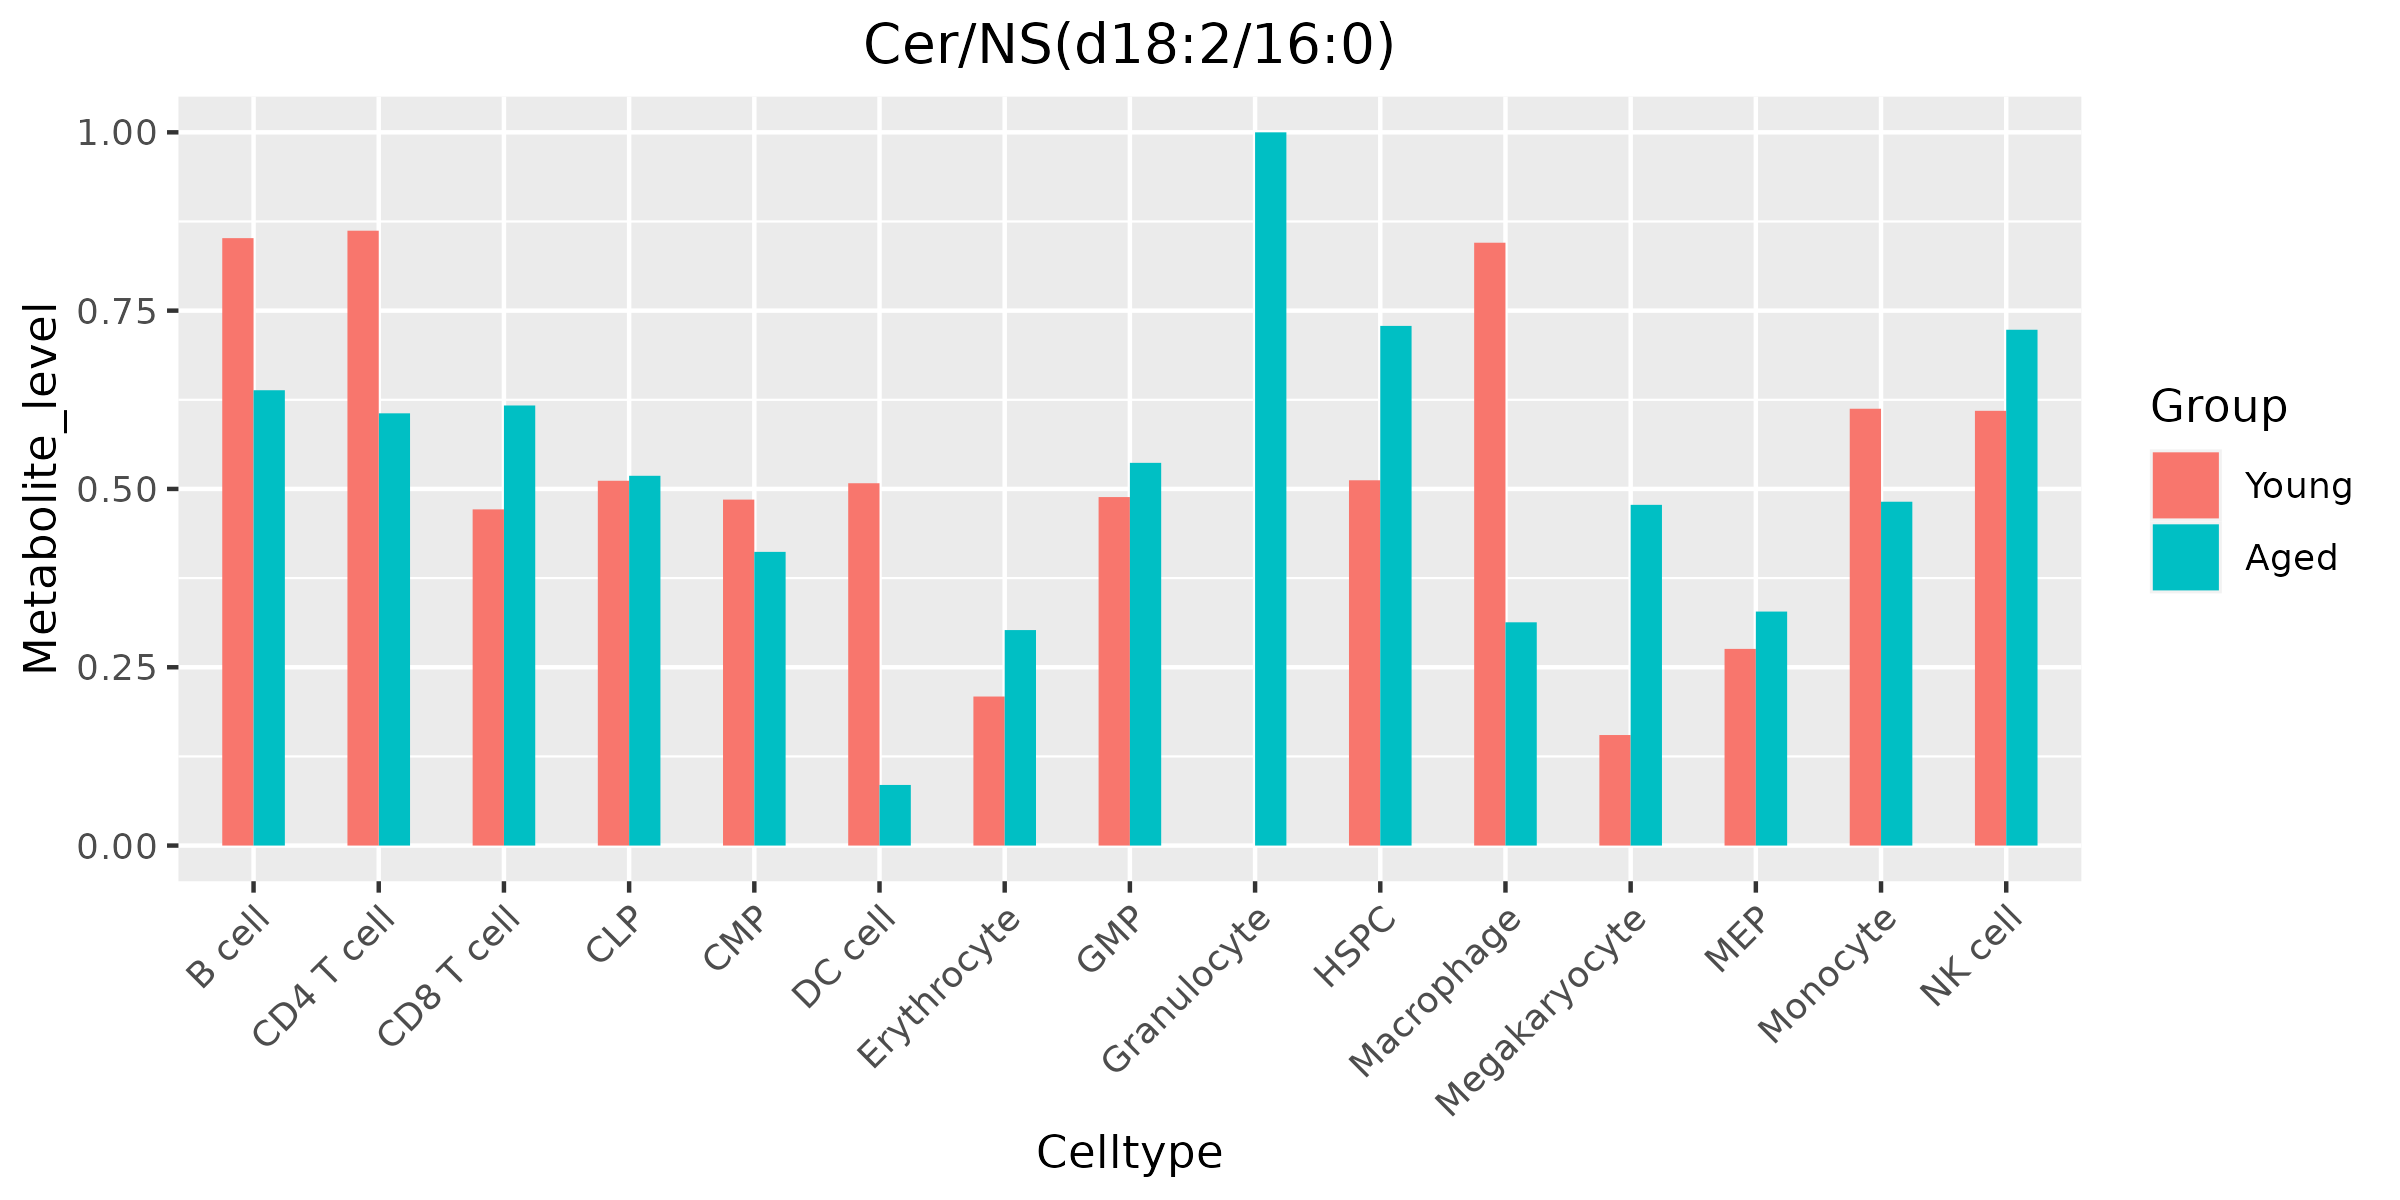 Cer/NS(d18:2/16:0)
Metabolite_level
1.00
0.75
0.50
0.25
0.00
B cell
CD4 T cell
CD8 T cell
CLP
CMP
DC cell
Erythrocyte
GMP
Granulocyte
HSPC
Macrophage
Megakaryocyte
MEP
Monocyte
NK cell
Celltype
Group
Young
Aged